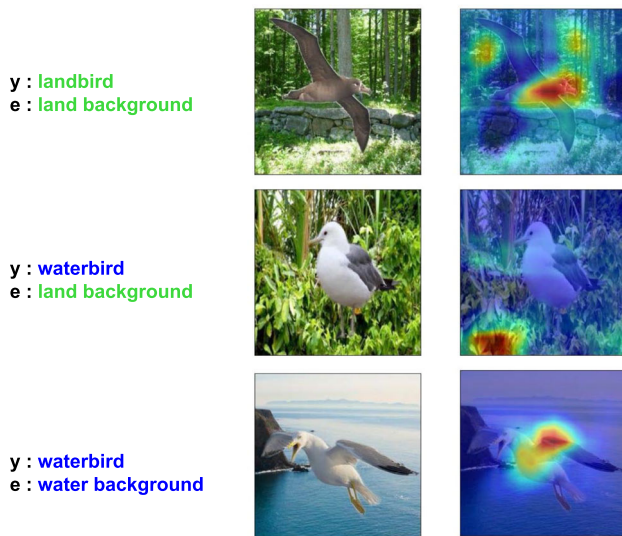 y : landbird
e : land background
y : waterbird
e : land background
y : waterbird
e : water background